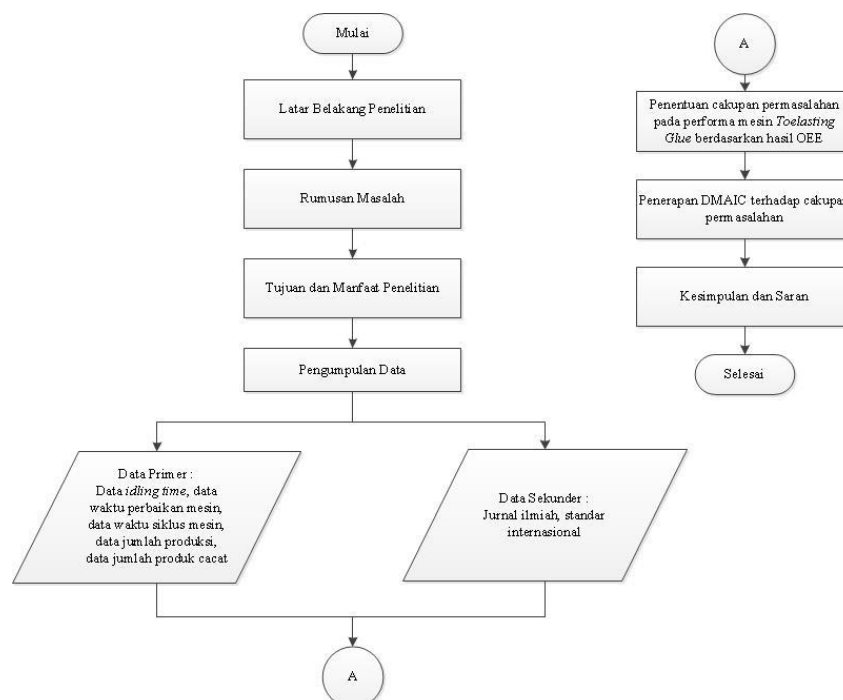 Mulai
Latar Belakang Penelitian
Rumusan Masalah
Tujuan dan Manfaat Penelitian
Pengumpulan Data
Data Primer :
Data idling time, data
waktu perbaikan mesin,
data waktu siklus mesin,
data jumlah produksi,
data jumlah produk cacat
Data Sekunder :
Jurnal ilmiah, standar
internasional
A
A
Penentuan cakupan permasalahan
pada performa mesin Toelasting
Glue berdasarkan hasil OEE
Penerapan DMAIC terhadap cakupan
permasalahan
Kesimpulan dan Saran
Selesai